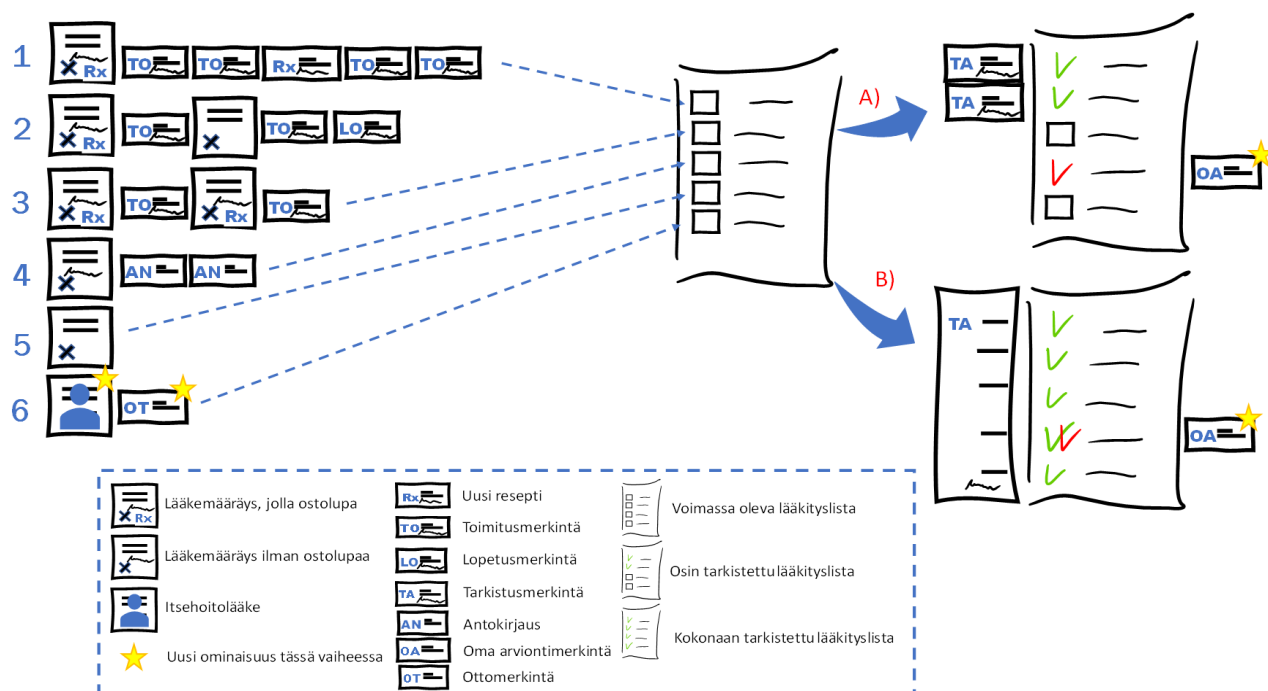 1 Rx TO TO Rx TO TO
2 Rx TO TO LO
3 Rx TO Rx TO
4 AN AN
5
6 OT
A)
B)
TA
TA
OA
TA
OA
Rx Lääkemääräys, jolla ostolupa
Lääkemääräys ilman ostolupaa
Itsehoitolääke
Uusi ominaisuus tässä vaiheessa
Rx Uusi resepti
TO Toimitusmerkintä
LO Lopetusmerkintä
TA Tarkistusmerkintä
AN Antokirjaus
OA Oma arviontimerkintä
OT Ottomerkintä
Voimassa oleva lääkityslista
Osin tarkistettu lääkityslista
Kokonaan tarkistettu lääkityslista